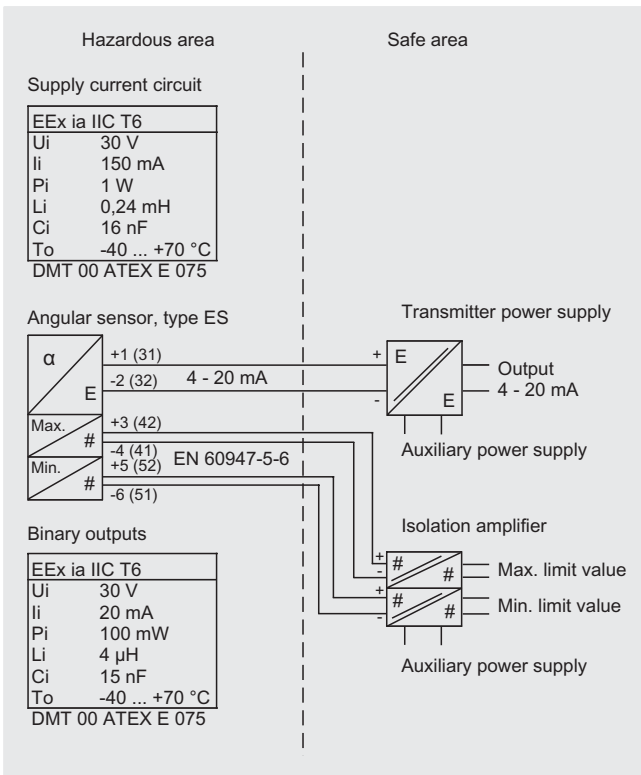 Hazardous area
Safe area
Supply current circuit
EEx ia IIC T6
Ui 30 V
Ii 150 mA
Pi 1 W
Li 0,24 mH
Ci 16 nF
To -40 ... +70 °C
DMT 00 ATEX E 075
Angular sensor, type ES
α
E
+1 (31)
-2 (32)
4 - 20 mA
Max.
#
+3 (42)
-4 (41)
Min.
#
+5 (52)
-6 (51)
EN 60947-5-6
Transmitter power supply
+
-
E
E
Output
4 - 20 mA
Auxiliary power supply
Isolation amplifier
+
-
#
#
Max. limit value
+
-
#
#
Min. limit value
Auxiliary power supply
Binary outputs
EEx ia IIC T6
Ui 30 V
Ii 20 mA
Pi 100 mW
Li 4 µH
Ci 15 nF
To -40 ... +70 °C
DMT 00 ATEX E 075